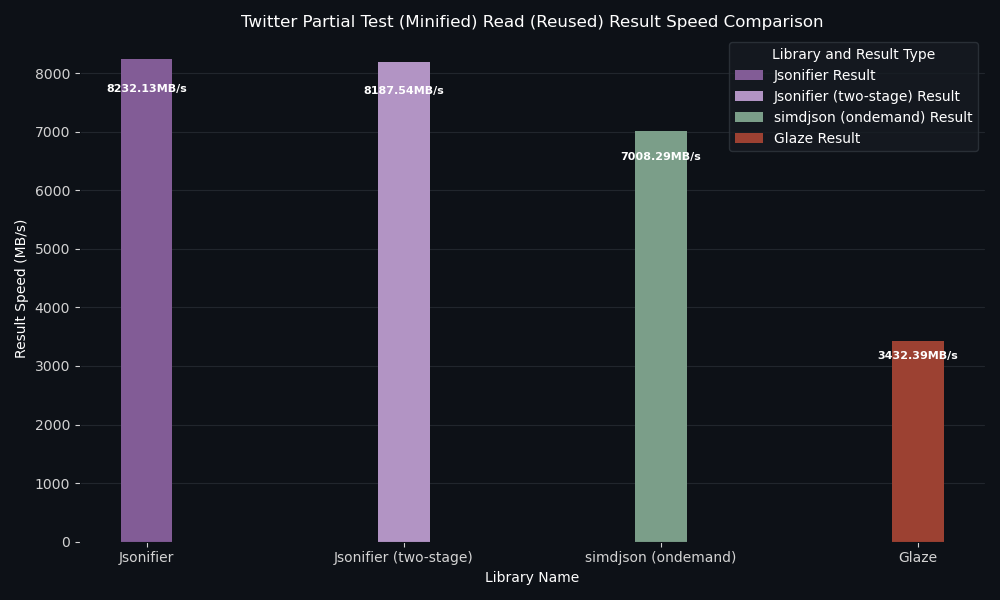 Twitter Partial Test (Minified) Read (Reused) Result Speed Comparison
Library and Result Type
Jsonifier Result
Jsonifier (two-stage) Result
simdjson (ondemand) Result
Glaze Result
8232.13MB/s
8187.54MB/s
7008.29MB/s
3432.39MB/s
Result Speed (MB/s)
8000
7000
6000
5000
4000
3000
2000
1000
0
Jsonifier
Jsonifier (two-stage)
simdjson (ondemand)
Glaze
Library Name